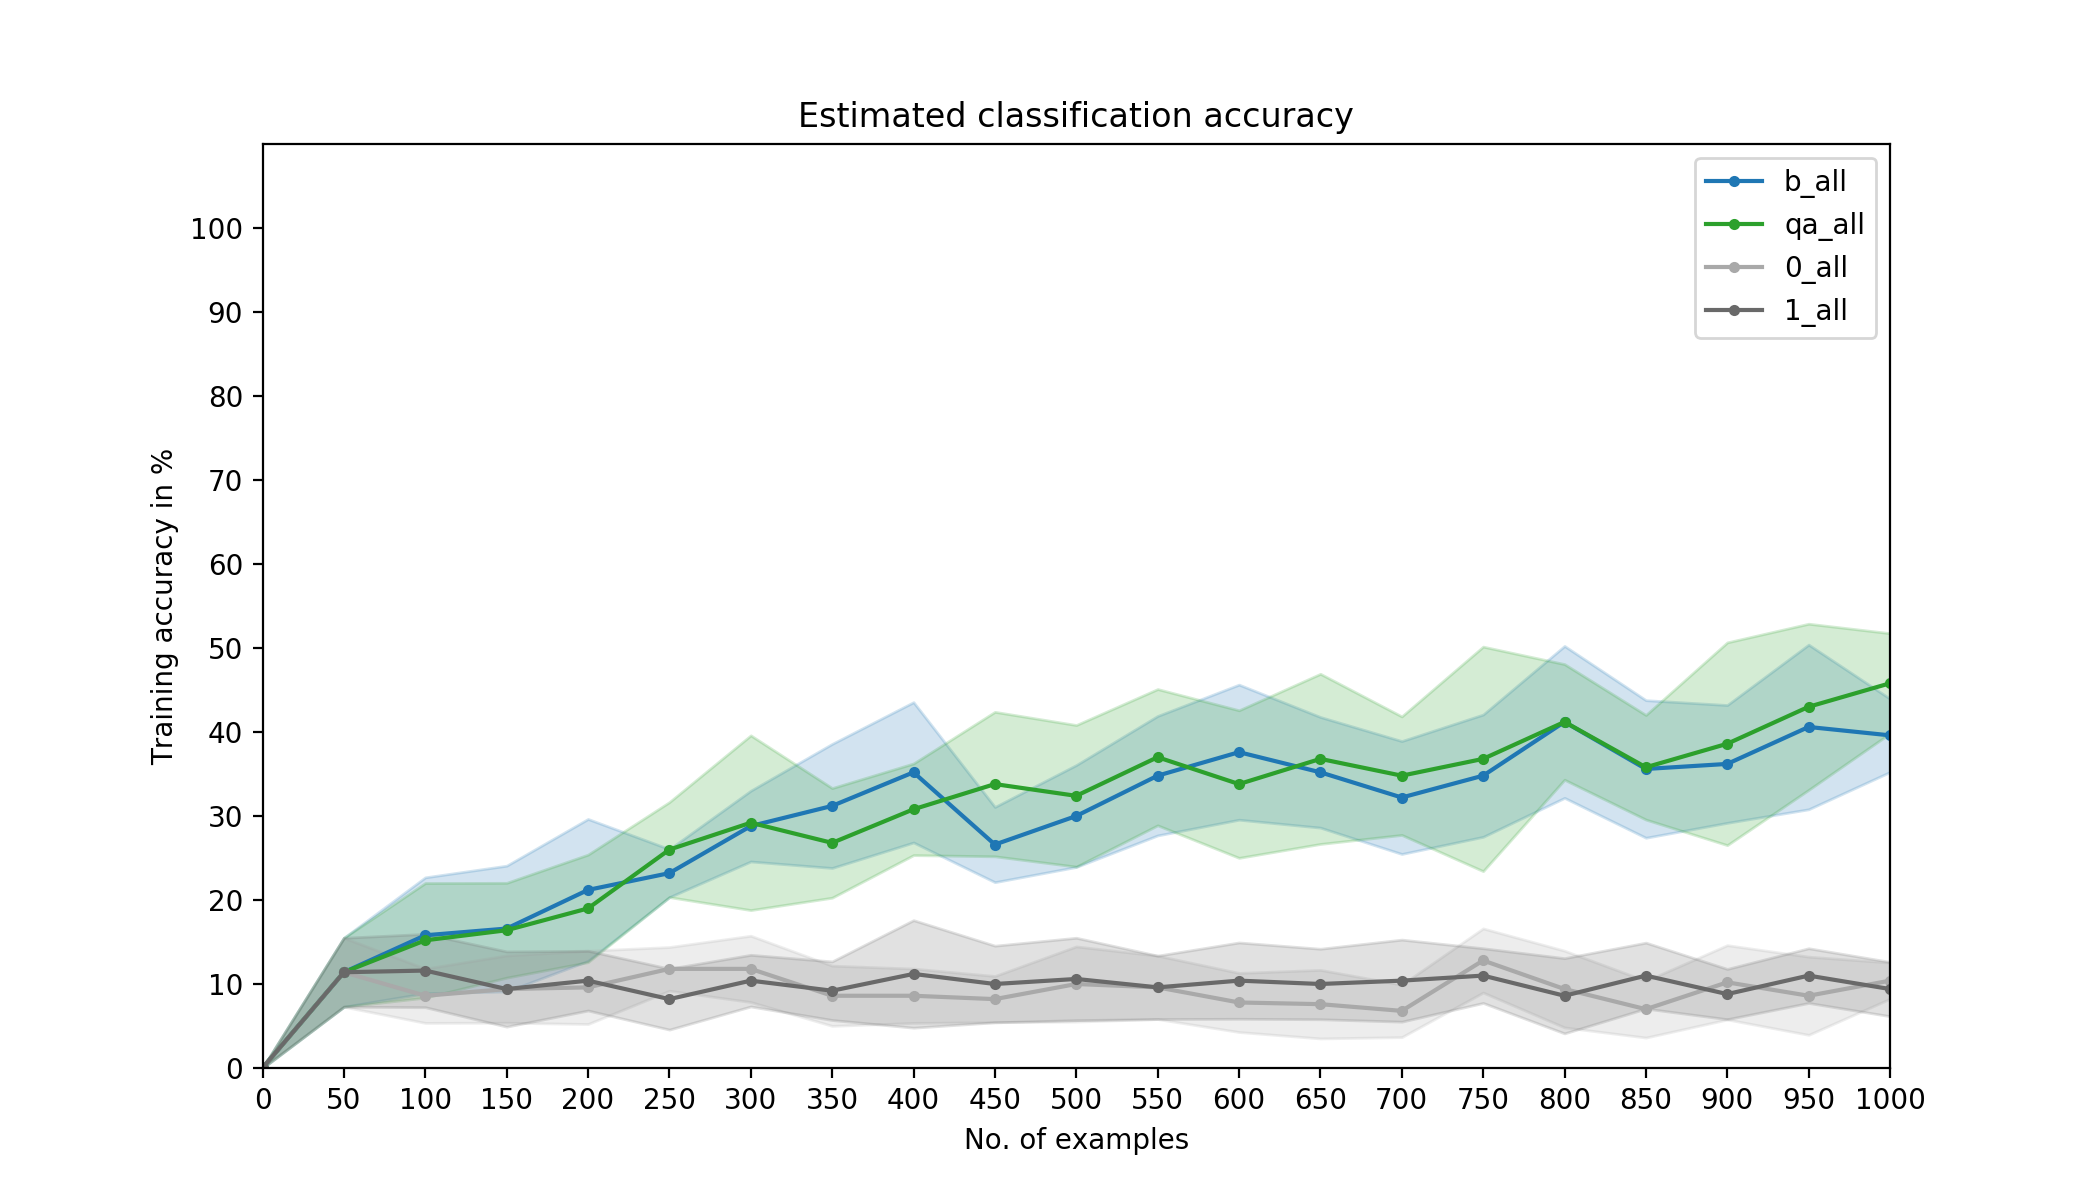 Estimated classification accuracy
b_all
qa_all
0_all
1_all
Training accuracy in %
100
90
80
70
60
50
40
30
20
10
0
0 50 100 150 200 250 300 350 400 450 500 550 600 650 700 750 800 850 900 950 1000
No. of examples